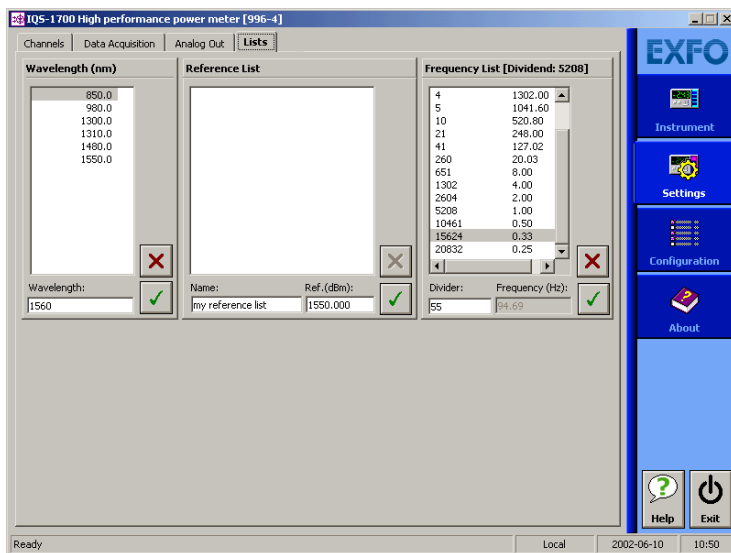 IQS-1700 High performance power meter [996-4]
Channels Data Acquisition Analog Out Lists
EXFO
Wavelength (nm)
850.0
980.0
1300.0
1310.0
1480.0
1550.0
Wavelength:
1560
Reference List
Name: Ref.(dBm):
my reference list 1550.000
Frequency List [Dividend: 5208]
4 1302.00
5 1041.60
10 520.80
21 248.00
41 127.02
260 20.03
651 8.00
1302 4.00
2604 2.00
5208 1.00
10461 0.50
15624 0.33
20832 0.25
Divider: Frequency (Hz):
55 94.69
Instrument
Settings
Configuration
About
Help Exit
Ready Local 2002-06-10 10:50